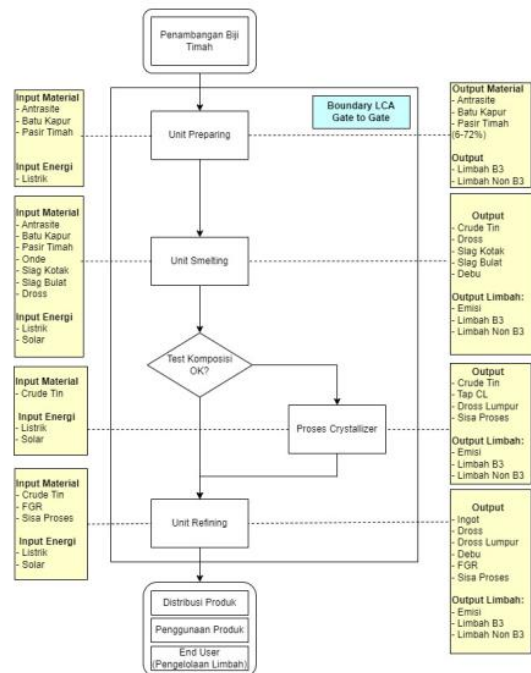 Penambangan Biji
Timah
Boundary LCA
Gate to Gate
Input Material
- Antrasite
- Batu Kapur
- Pasir Timah
Input Energi
- Listrik
Unit Preparing
Output Material
- Antrasite
- Batu Kapur
- Pasir Timah
(6-72%)
Output
- Limbah B3
- Limbah Non B3
Input Material
- Antrasite
- Batu Kapur
- Pasir Timah
- Onde
- Slag Kotak
- Slag Bulat
- Dross
Input Energi
- Listrik
- Solar
Unit Smelting
Output
- Crude Tin
- Dross
- Slag Kotak
- Slag Bulat
- Debu
Output Limbah:
- Emisi
- Limbah B3
- Limbah Non B3
Test Komposisi
OK?
Input Material
- Crude Tin
Input Energi
- Listrik
- Solar
Proses Crystallizer
Output
- Crude Tin
- Tap CL
- Dross Lumpur
- Sisa Proses
Output Limbah:
- Emisi
- Limbah B3
- Limbah Non B3
Input Material
- Crude Tin
- FGR
- Sisa Proses
Input Energi
- Listrik
- Solar
Unit Refining
Output
- Ingot
- Dross
- Dross Lumpur
- Debu
- FGR
- Sisa Proses
Output Limbah:
- Emisi
- Limbah B3
- Limbah Non B3
Distribusi Produk
Penggunaan Produk
End User
(Pengelolaan Limbah)